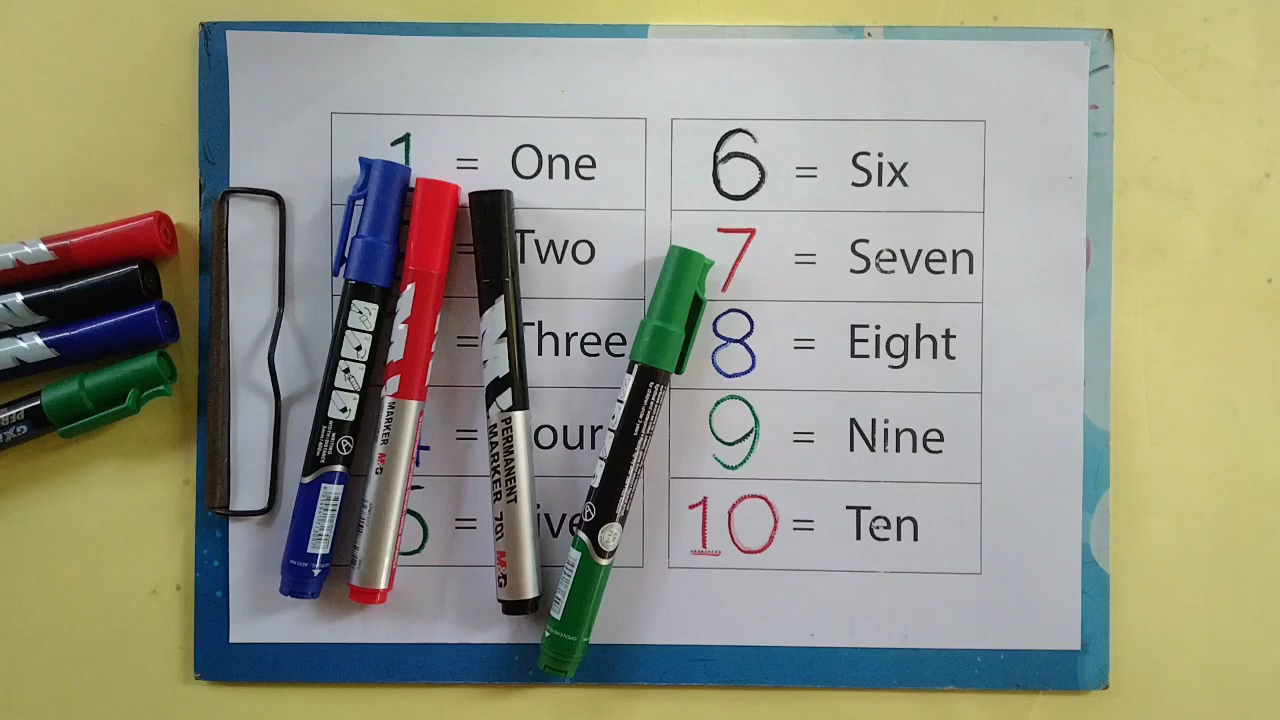 1 = One
= Two
= Three
= our
5 = ive
6 = Six
7 = Seven
8 = Eight
9 = Nine
10 = Ten
MARKER M&G
PERMANENT
MARKER 701 M&G